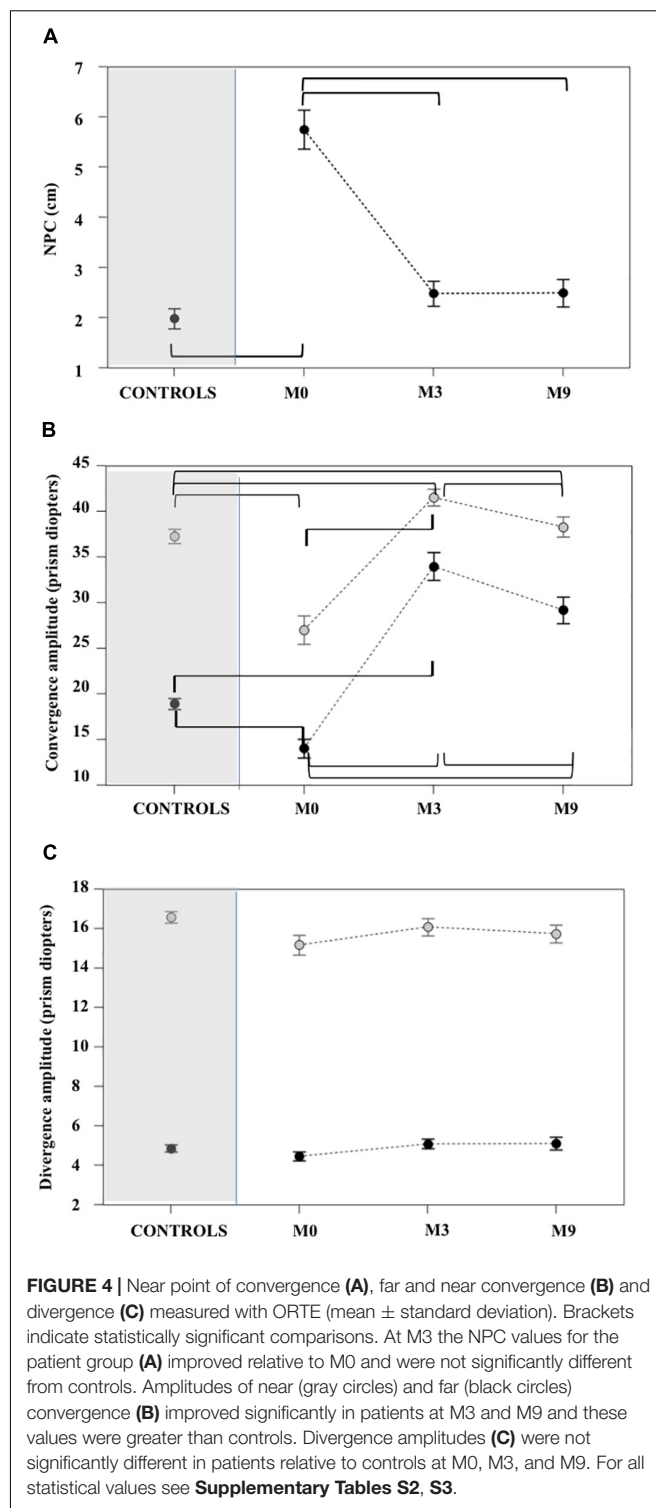 A
7
6
5
4
3
2
1
NPC (cm)
CONTROLS M0 M3 M9
B
45
40
35
30
25
20
15
10
Convergence amplitude (prism diopters)
CONTROLS M0 M3 M9
C
18
16
14
12
10
8
6
4
2
Divergence amplitude (prism diopters)
CONTROLS M0 M3 M9
FIGURE 4 | Near point of convergence (A), far and near convergence (B) and
divergence (C) measured with ORTE (mean ± standard deviation). Brackets
indicate statistically significant comparisons. At M3 the NPC values for the
patient group (A) improved relative to M0 and were not significantly different
from controls. Amplitudes of near (gray circles) and far (black circles)
convergence (B) improved significantly in patients at M3 and M9 and these
values were greater than controls. Divergence amplitudes (C) were not
significantly different in patients relative to controls at M0, M3, and M9. For all
statistical values see Supplementary Tables S2, S3.